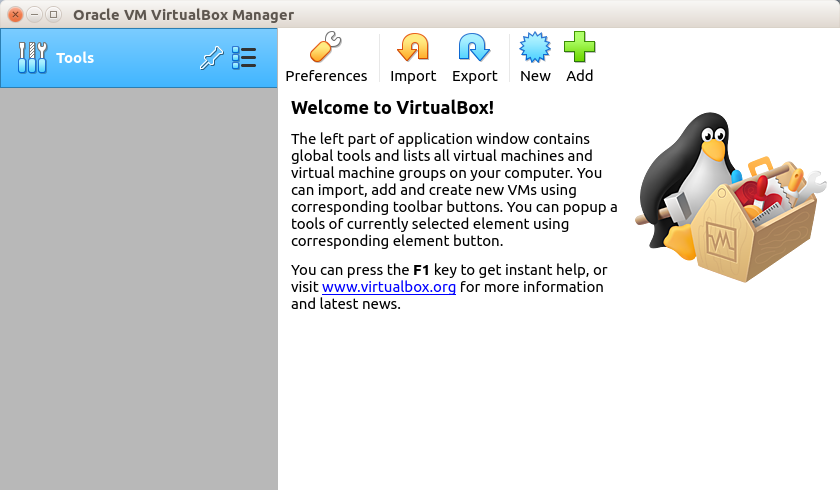 Oracle VM VirtualBox Manager
Tools
Preferences Import Export New Add
Welcome to VirtualBox!
The left part of application window contains
global tools and lists all virtual machines and
virtual machine groups on your computer. You
can import, add and create new VMs using
corresponding toolbar buttons. You can popup a
tools of currently selected element using
corresponding element button.
You can press the F1 key to get instant help, or
visit www.virtualbox.org for more information
and latest news.